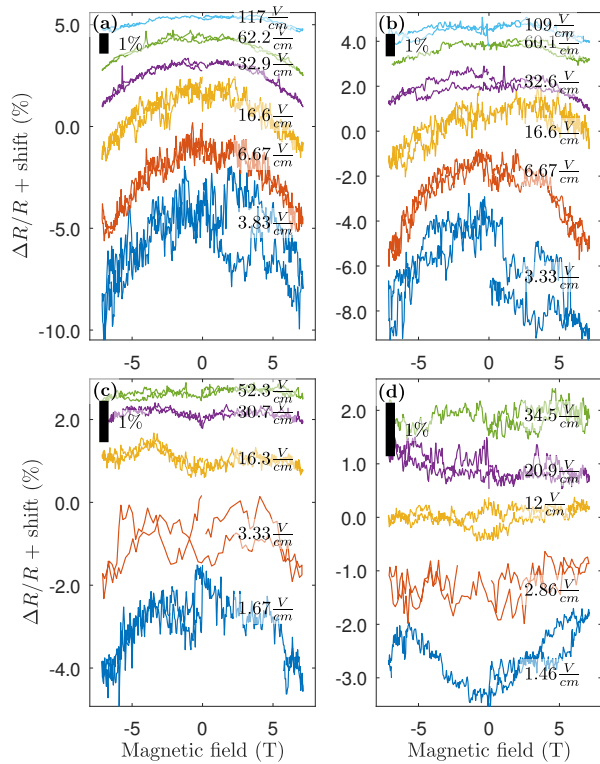 (a)
117 V/cm
62.2 V/cm
32.9 V/cm
16.6 V/cm
6.67 V/cm
3.83 V/cm
1%
5.0
0.0
-5.0
-10.0
-5 0 5
ΔR/R + shift (%)
(b)
109 V/cm
60.1 V/cm
32.6 V/cm
16.6 V/cm
6.67 V/cm
3.33 V/cm
1%
4.0
2.0
0.0
-2.0
-4.0
-6.0
-8.0
-5 0 5
(c)
52.3 V/cm
30.7 V/cm
16.3 V/cm
3.33 V/cm
1.67 V/cm
1%
2.0
0.0
-2.0
-4.0
-5 0 5
ΔR/R + shift (%)
Magnetic field (T)
(d)
34.5 V/cm
20.9 V/cm
12 V/cm
2.86 V/cm
1.46 V/cm
1%
2.0
1.0
0.0
-1.0
-2.0
-3.0
-5 0 5
Magnetic field (T)